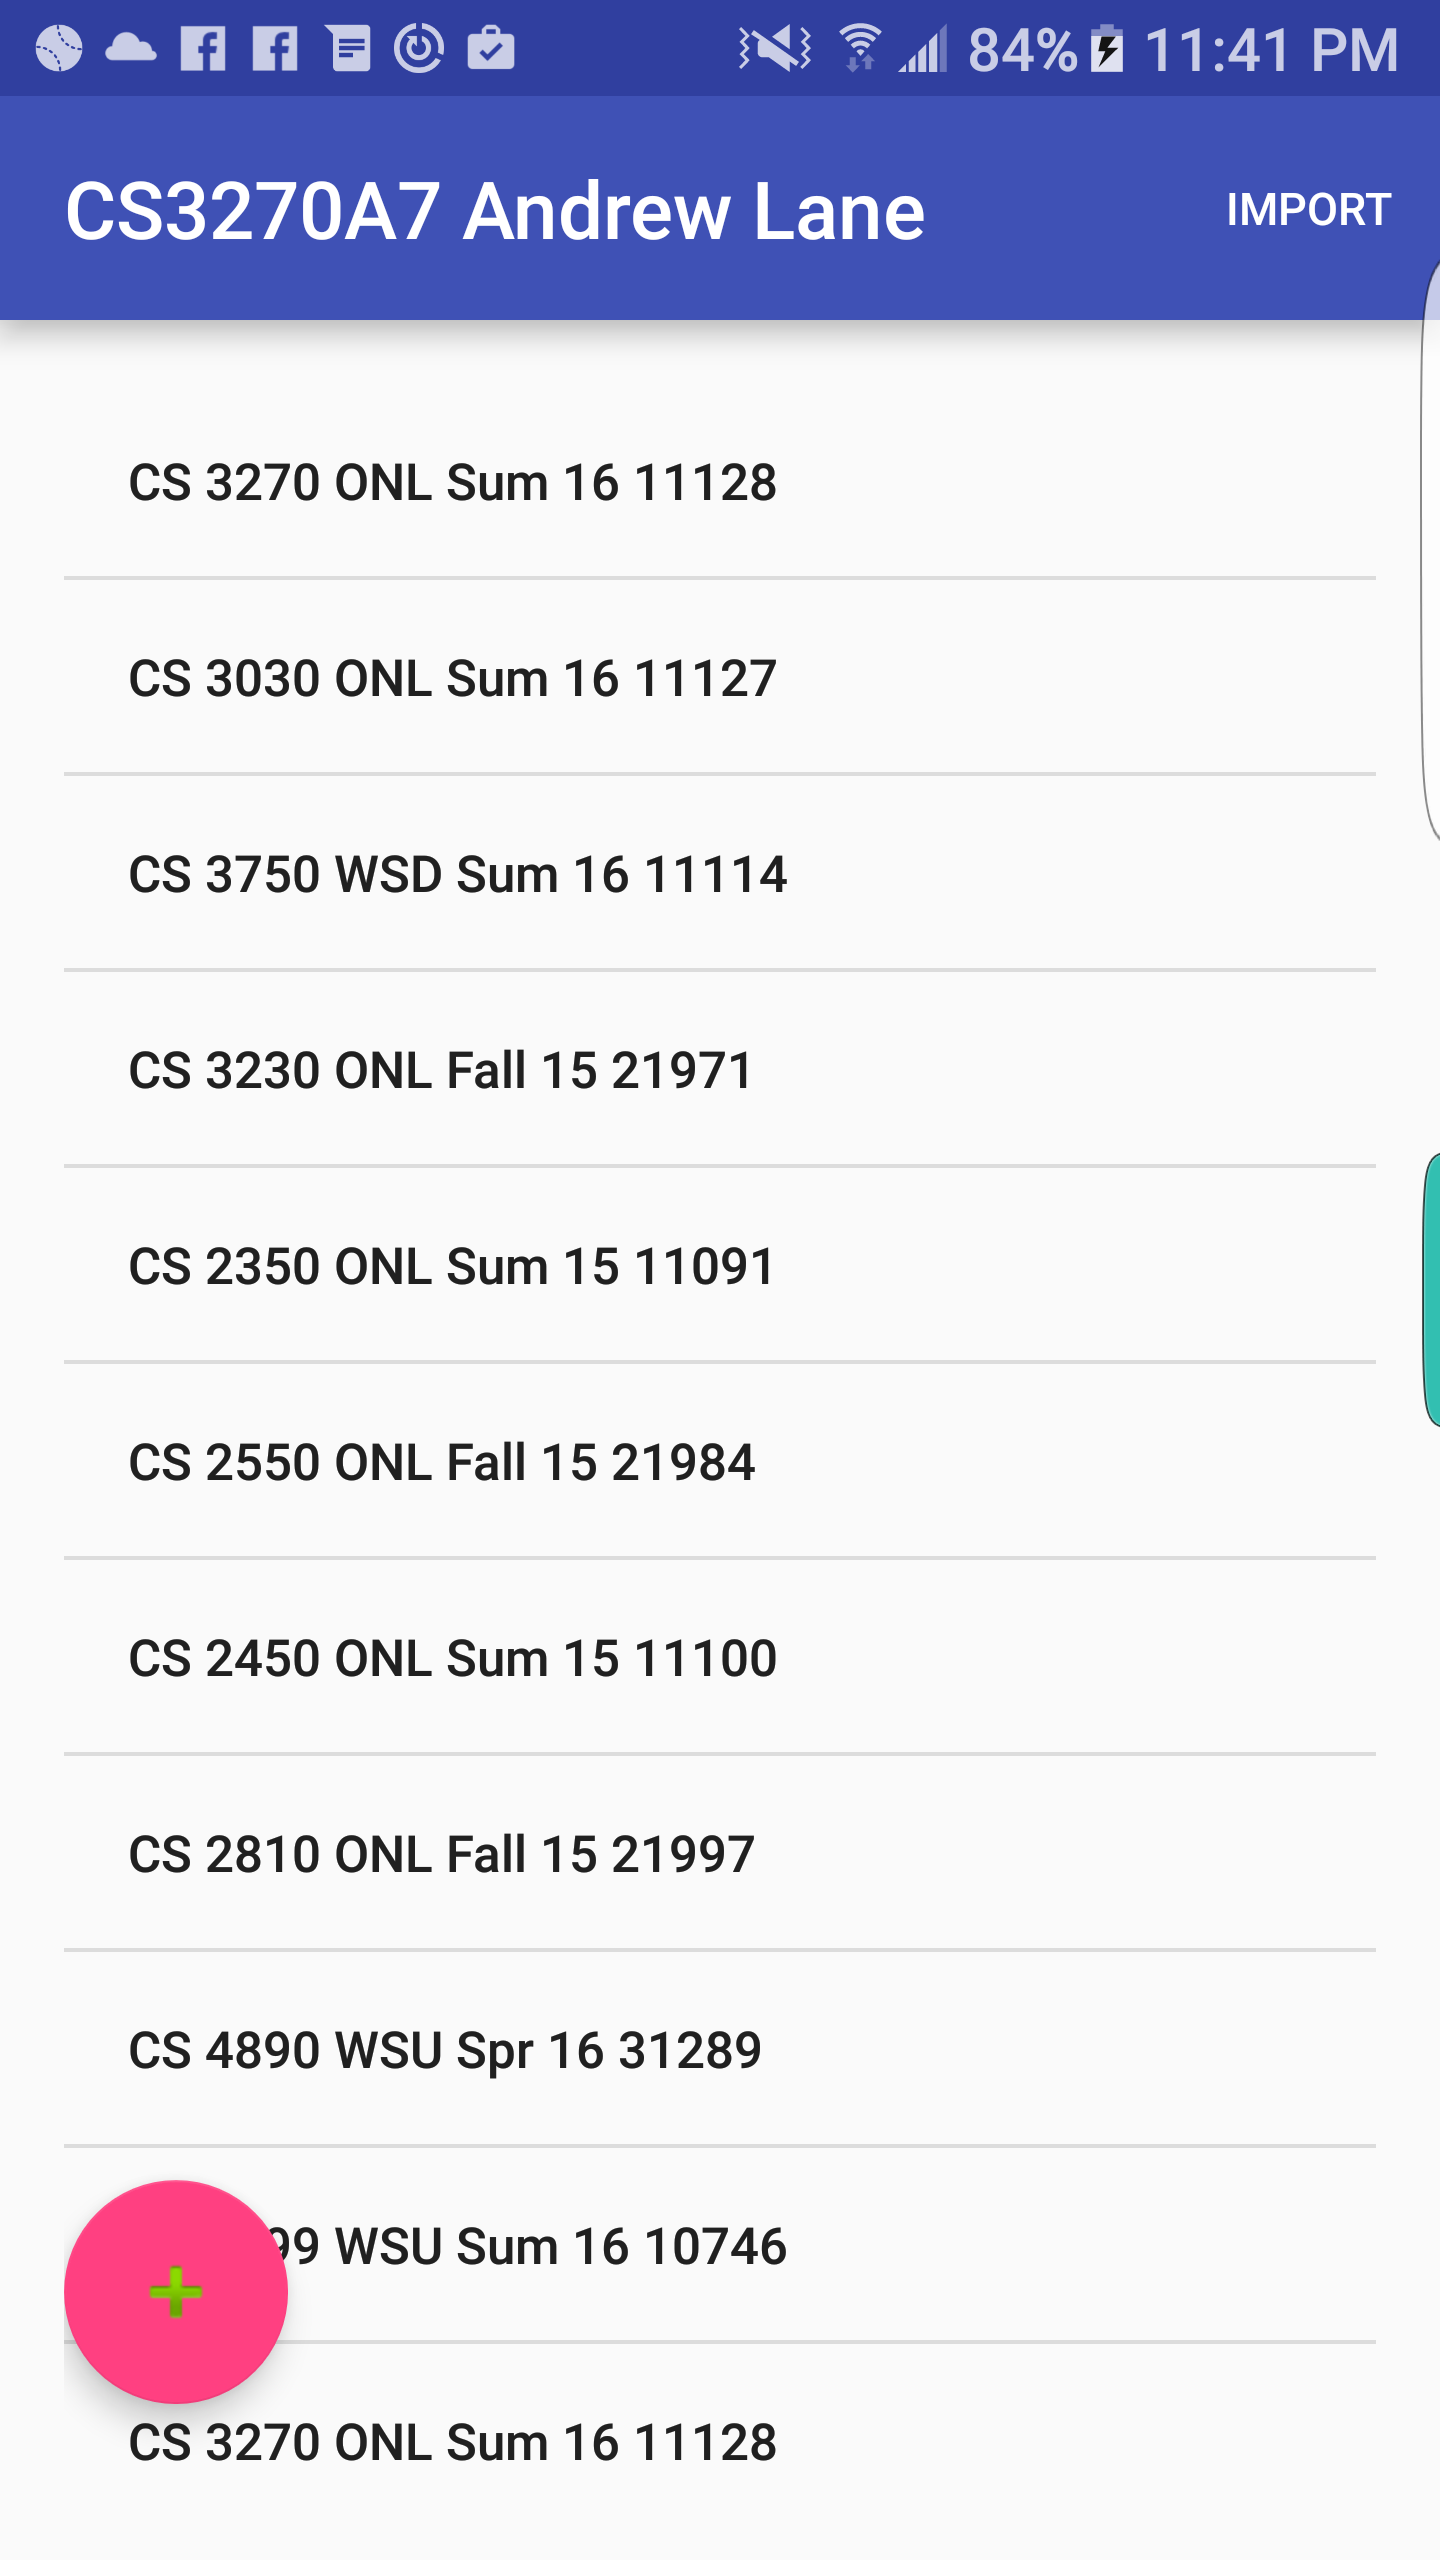 84% 11:41 PM
CS3270A7 Andrew Lane IMPORT
CS 3270 ONL Sum 16 11128
CS 3030 ONL Sum 16 11127
CS 3750 WSD Sum 16 11114
CS 3230 ONL Fall 15 21971
CS 2350 ONL Sum 15 11091
CS 2550 ONL Fall 15 21984
CS 2450 ONL Sum 15 11100
CS 2810 ONL Fall 15 21997
CS 4890 WSU Spr 16 31289
WSU Sum 16 10746
CS 3270 ONL Sum 16 11128